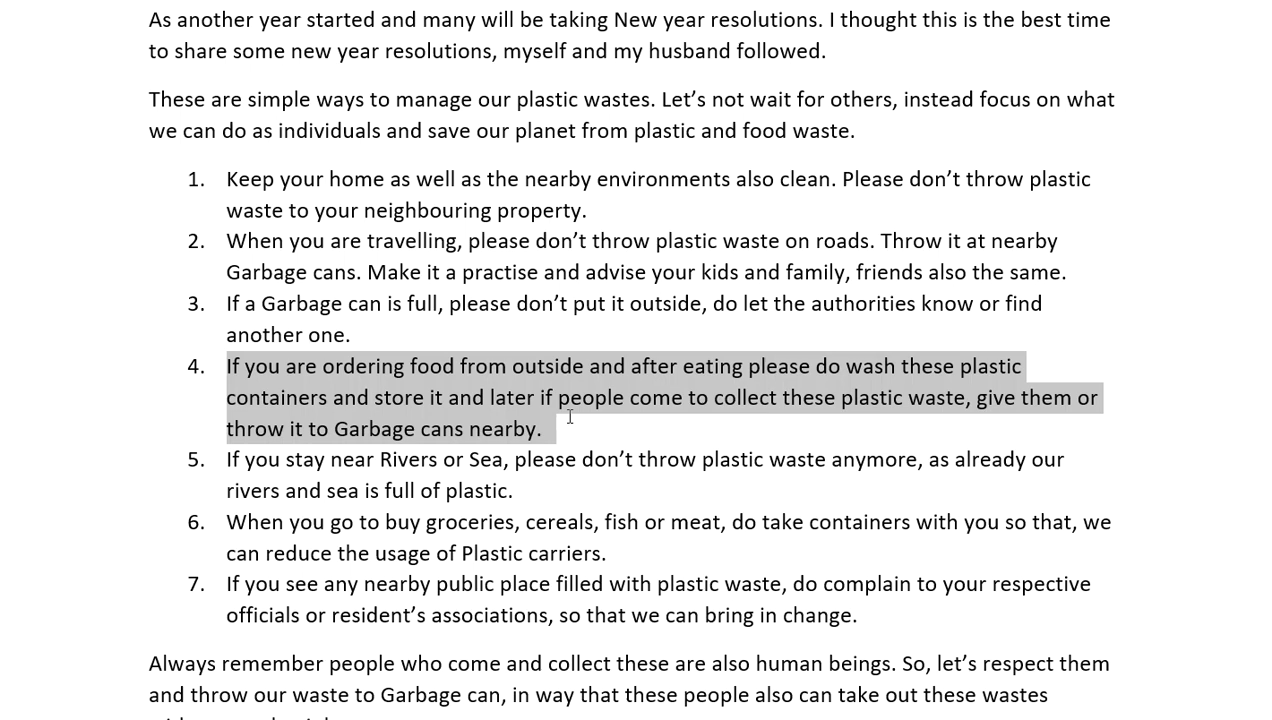 As another year started and many will be taking New year resolutions. I thought this is the best time
to share some new year resolutions, myself and my husband followed.
These are simple ways to manage our plastic wastes. Let’s not wait for others, instead focus on what
we can do as individuals and save our planet from plastic and food waste.
1. Keep your home as well as the nearby environments also clean. Please don’t throw plastic
waste to your neighbouring property.
2. When you are travelling, please don’t throw plastic waste on roads. Throw it at nearby
Garbage cans. Make it a practise and advise your kids and family, friends also the same.
3. If a Garbage can is full, please don’t put it outside, do let the authorities know or find
another one.
4. If you are ordering food from outside and after eating please do wash these plastic
containers and store it and later if people come to collect these plastic waste, give them or
throw it to Garbage cans nearby.
5. If you stay near Rivers or Sea, please don’t throw plastic waste anymore, as already our
rivers and sea is full of plastic.
6. When you go to buy groceries, cereals, fish or meat, do take containers with you so that, we
can reduce the usage of Plastic carriers.
7. If you see any nearby public place filled with plastic waste, do complain to your respective
officials or resident’s associations, so that we can bring in change.
Always remember people who come and collect these are also human beings. So, let’s respect them
and throw our waste to Garbage can, in way that these people also can take out these wastes